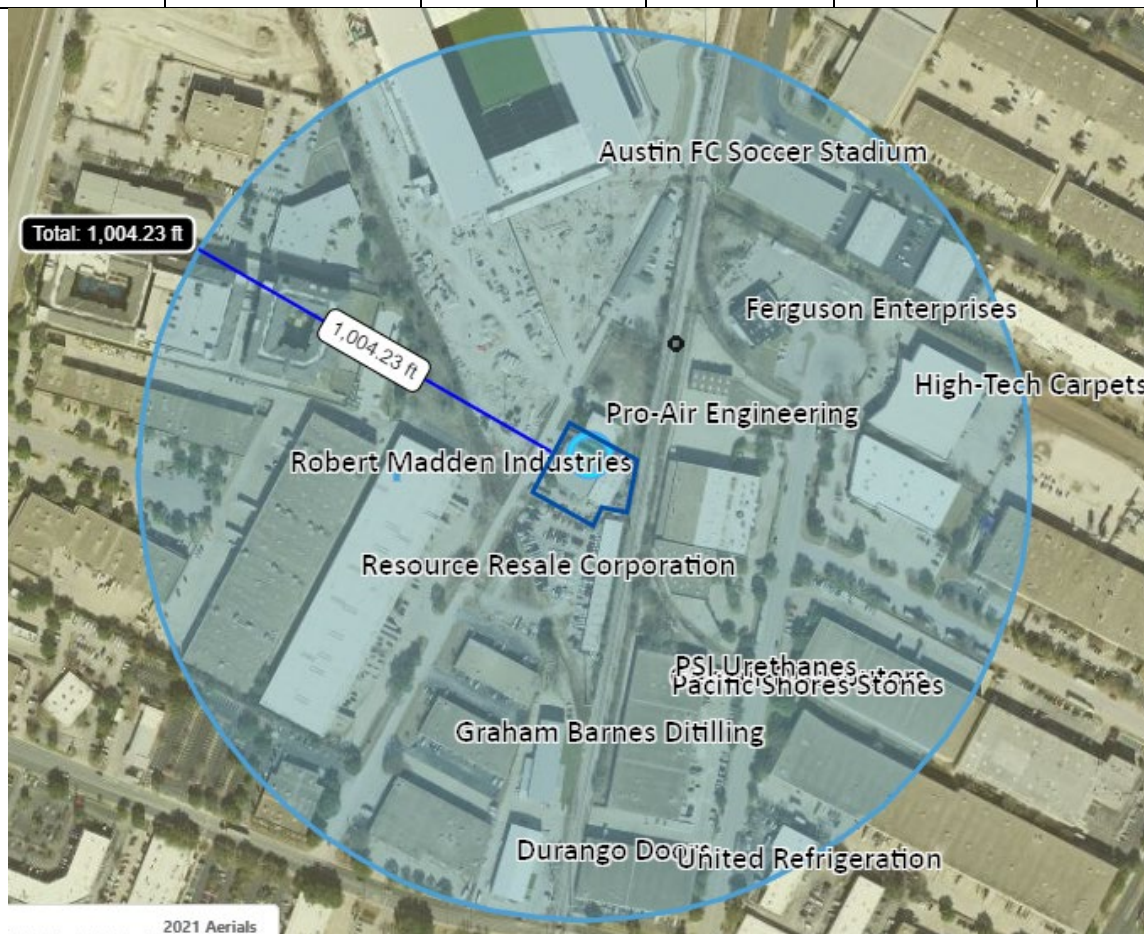 Austin FC Soccer Stadium
Total: 1,004.23 ft
Ferguson Enterprises
1,004.23 ft
High-Tech Carpets
Pro-Air Engineering
Robert Madden Industries
Resource Resale Corporation
PSI Urethanes
Pacific Shores Stones
Graham Barnes Ditilling
Durango Doors
United Refrigeration
2021 Aerials